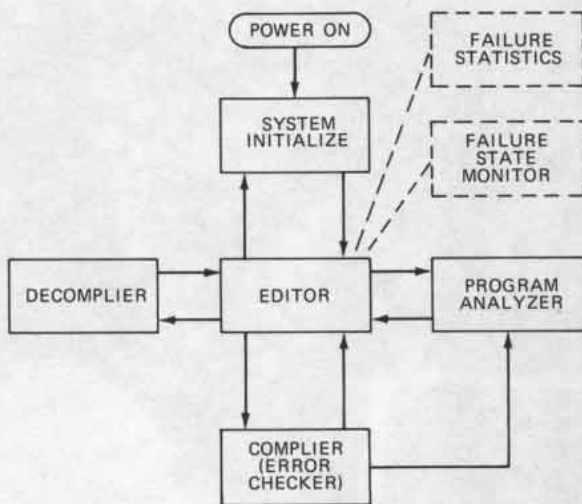 POWER ON
FAILURE
STATISTICS
SYSTEM
INITIALIZE
FAILURE
STATE
MONITOR
DECOMPLIER
EDITOR
PROGRAM
ANALYZER
COMPLIER
(ERROR
CHECKER)